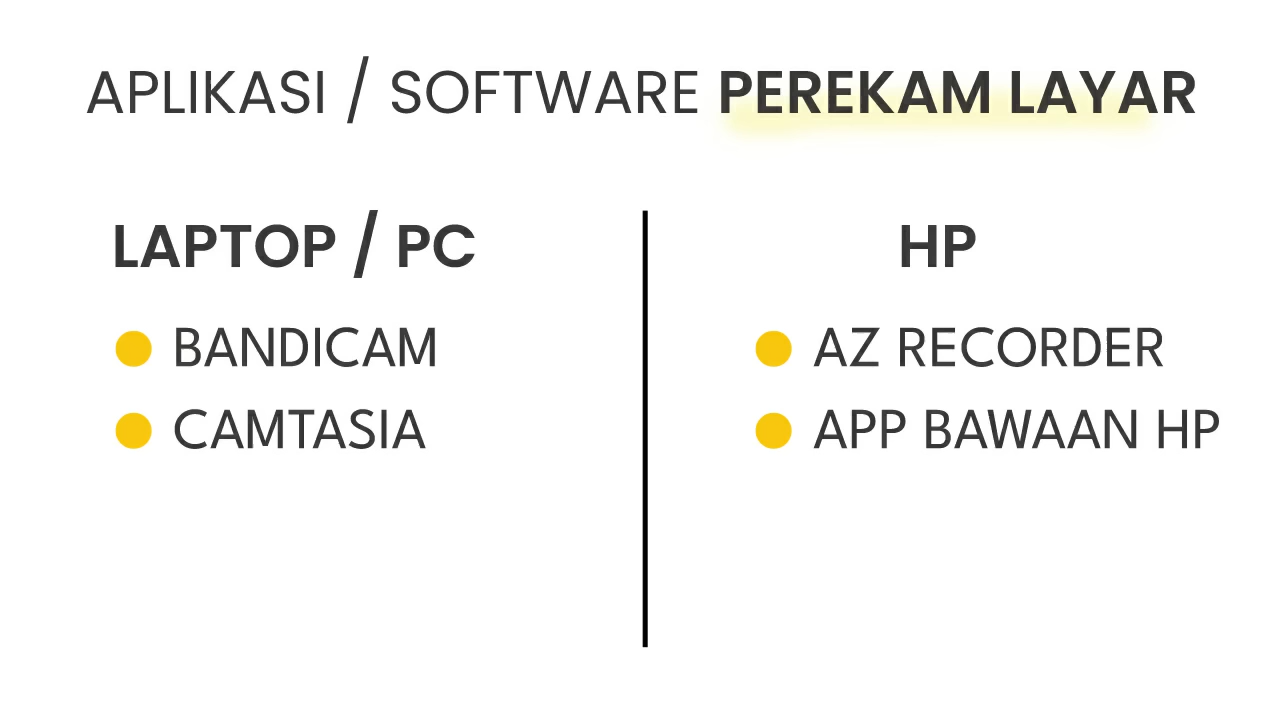 APLIKASI / SOFTWARE PEREKAM LAYAR
LAPTOP / PC
BANDICAM
CAMTASIA
HP
AZ RECORDER
APP BAWAAN HP